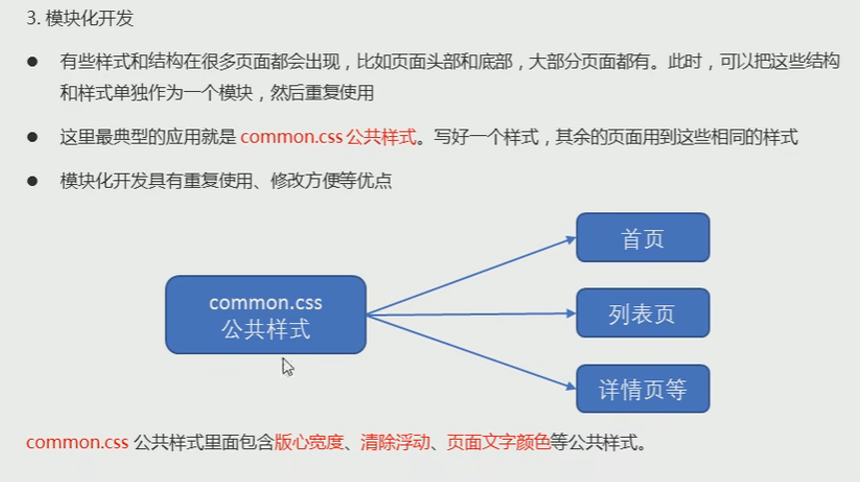 3. 模块化开发
● 有些样式和结构在很多页面都会出现，比如页面头部和底部，大部分页面都有。此时，可以把这些结构
和样式单独作为一个模块，然后重复使用
● 这里最典型的应用就是 common.css 公共样式。写好一个样式，其余的页面用到这些相同的样式
● 模块化开发具有重复使用、修改方便等优点
首页
common.css
公共样式
列表页
详情页等
common.css 公共样式里面包含版心宽度、清除浮动、页面文字颜色等公共样式。